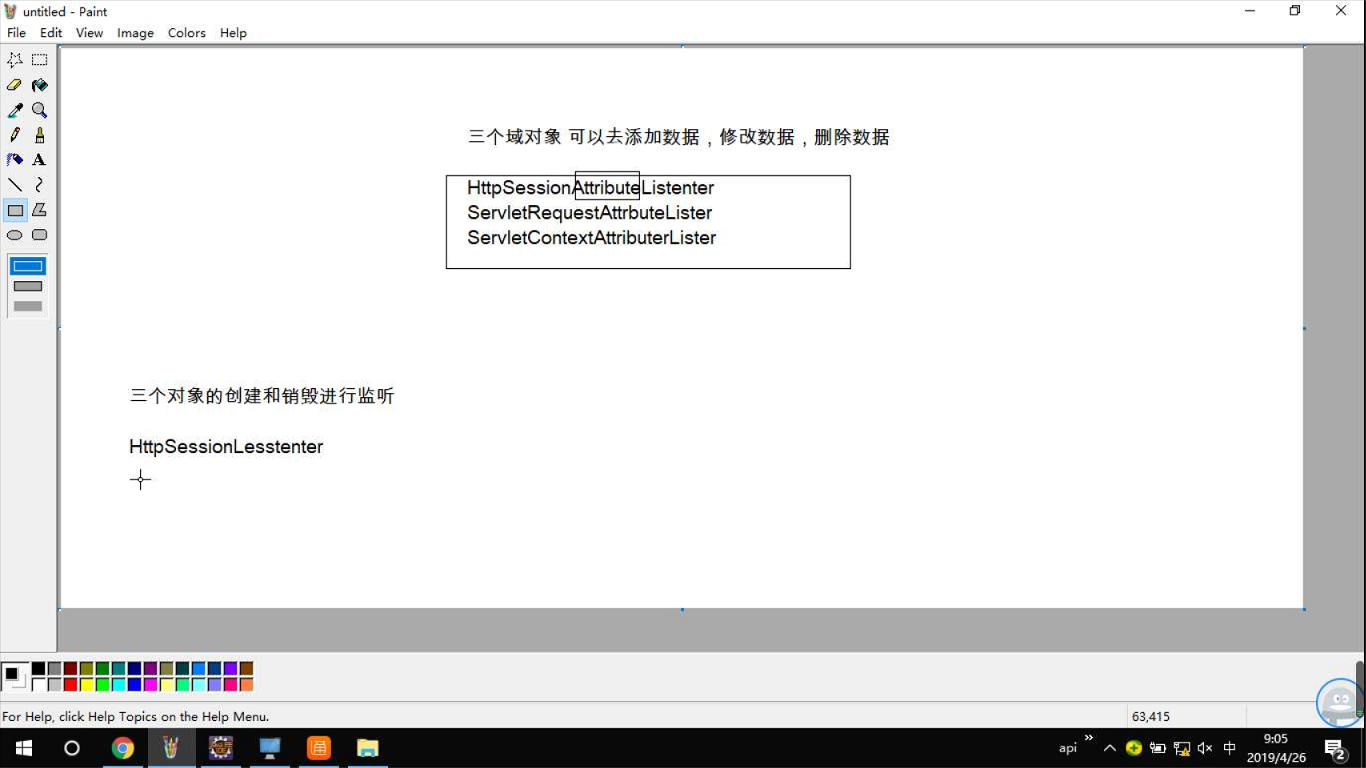 untitled - Paint
File Edit View Image Colors Help
A
三个域对象 可以去添加数据，修改数据，删除数据
HttpSessionAttributeListenter
ServletRequestAttrbuteLister
ServletContextAttributerLister
三个对象的创建和销毁进行监听
HttpSessionLesstenter
For Help, click Help Topics on the Help Menu.
63,415
api
中
9:05
2019/4/26
2